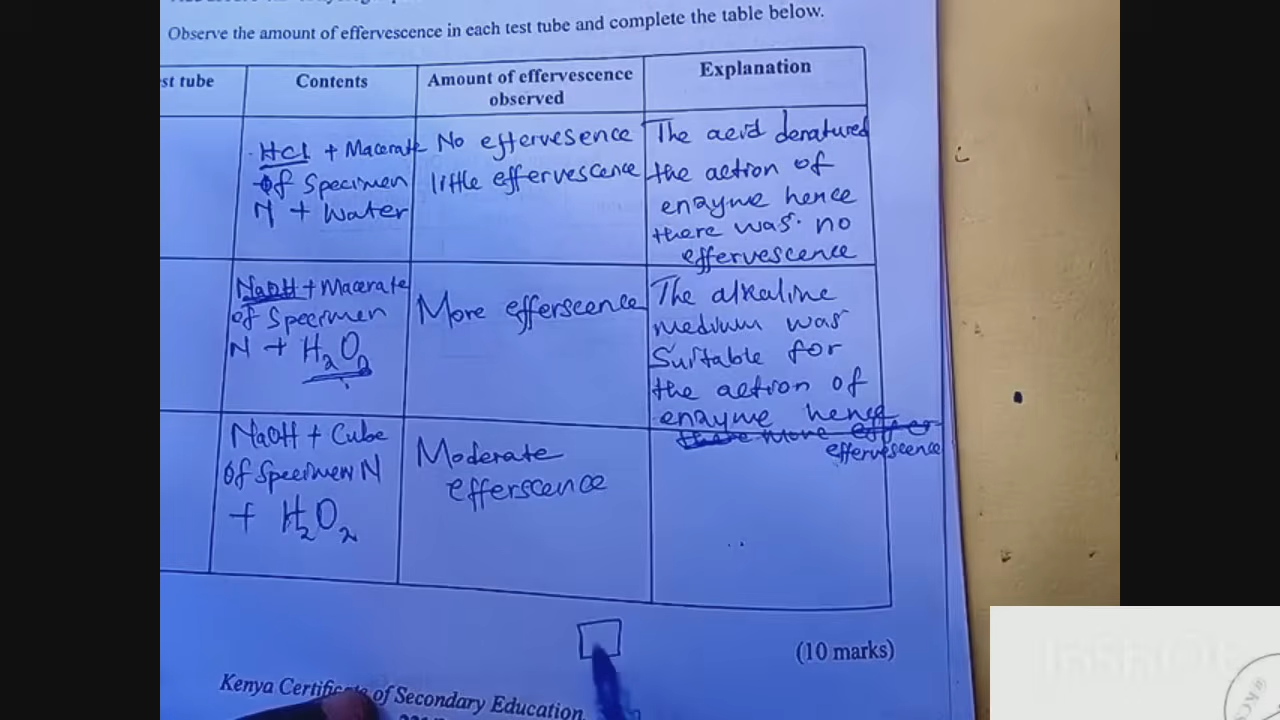 Observe the amount of effervescence in each test tube and complete the table below.
st tube
Contents
Amount of effervescence
observed
Explanation
HCl + Macerate
of Specimen
N + Water
No effervesence
little effervescence
The acid denatured
the action of
enzyme hence
there was no
effervescence
NaOH + Macerate
of Specimen
N + H2O2
More efferscence
The alkaline
medium was
Suitable for
the action of
enzyme hence
there more
effervescence
NaOH + Cube
of Specimen N
+ H2O2
Moderate
efferscence
(10 marks)
Kenya Certificate of Secondary Education